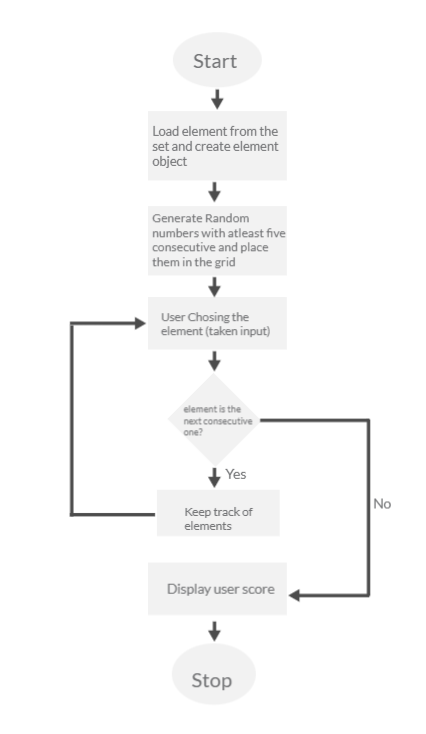 Start
Load element from the
set and create element
object
Generate Random
numbers with atleast five
consecutive and place
them in the grid
User Chosing the
element (taken input)
element is the
next consecutive
one?
Yes
No
Keep track of
elements
Display user score
Stop